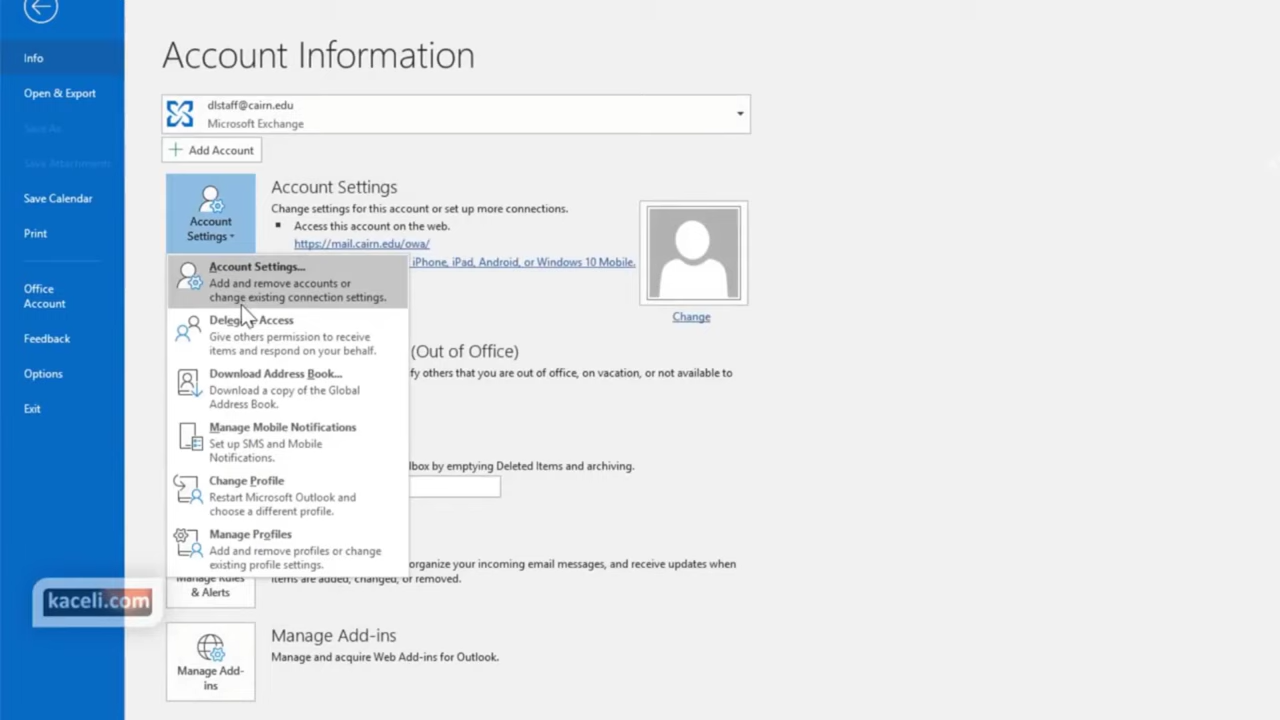 Account Information
Info
Open & Export
Save As
Save Attachments
Save Calendar
Print
Office
Account
Feedback
Options
Exit
dlstaff@cairn.edu
Microsoft Exchange
Add Account
Account
Settings
Account Settings
Change settings for this account or set up more connections.
Access this account on the web.
https://mail.cairn.edu/owa/
iPhone, iPad, Android, or Windows 10 Mobile.
Change
Account Settings...
Add and remove accounts or
change existing connection settings.
Access
Give others permission to receive
items and respond on your behalf.
Download Address Book...
Download a copy of the Global
Address Book.
Manage Mobile Notifications
Set up SMS and Mobile
Notifications.
Change Profile
Restart Microsoft Outlook and
choose a different profile.
Manage Profiles
Add and remove profiles or change
existing profile settings.
(Out of Office)
fy others that you are out of office, on vacation, or not available to
lbox by emptying Deleted Items and archiving.
organize your incoming email messages, and receive updates when
items are added, changed, or removed.
Manage Rules
& Alerts
kaceli.com
Manage Add-
ins
Manage Add-ins
Manage and acquire Web Add-ins for Outlook.